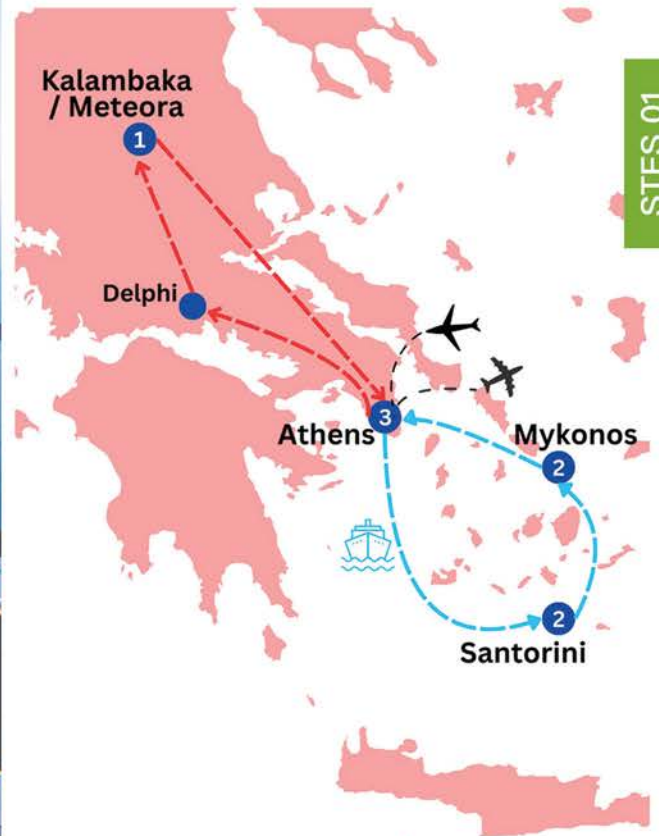 Kalambaka
/ Meteora
1
STES 01
Delphi
3
Athens
Mykonos
2
2
Santorini